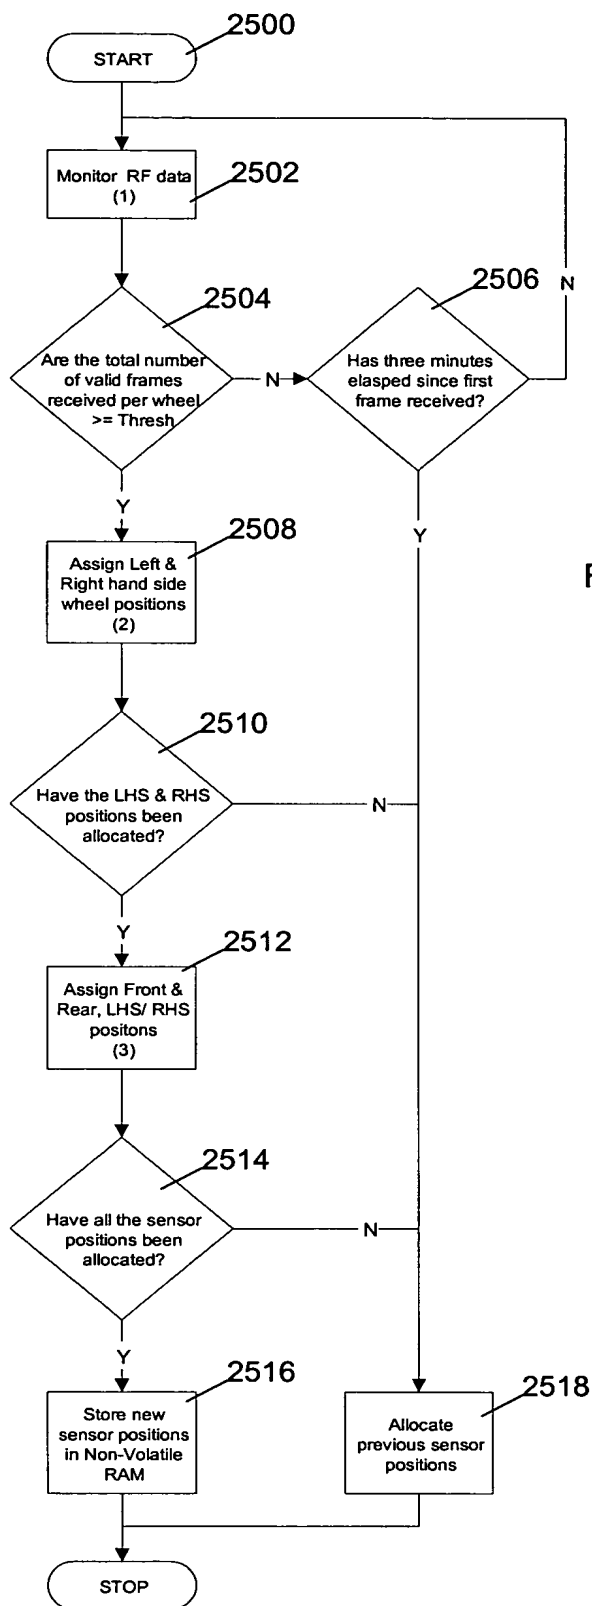 2500
START
Monitor RF data
(1)
2502
2504
Are the total number
of valid frames
received per wheel
>= Thresh
N
2506
Has three minutes
elasped since first
frame received?
N
Y
Y
2508
Assign Left &
Right hand side
wheel positions
(2)
F
2510
Have the LHS & RHS
positions been
allocated?
N
Y
2512
Assign Front &
Rear, LHS/ RHS
positons
(3)
2514
Have all the sensor
positions been
allocated?
N
Y
2516
Store new
sensor positions
in Non-Volatile
RAM
2518
Allocate
previous sensor
positions
STOP